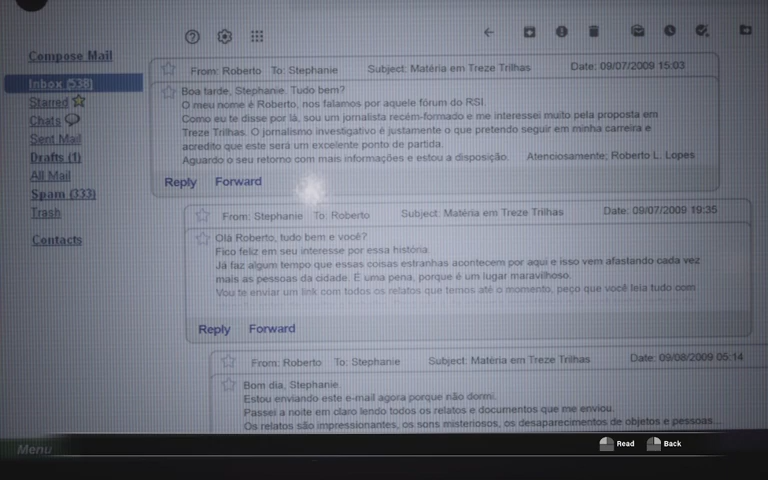 Compose Mail
Inbox (538)
Starred
Chats
Sent Mail
Drafts (1)
All Mail
Spam (333)
Trash
Contacts
From: Roberto To: Stephanie Subject: Matéria em Treze Trilhas Date: 09/07/2009 15:03
Boa tarde, Stephanie. Tudo bem?
O meu nome é Roberto, nos falamos por aquele fórum do RSI.
Como eu te disse por lá, sou um jornalista recém-formado e me interessei muito pela proposta em
Treze Trilhas. O jornalismo investigativo é justamente o que pretendo seguir em minha carreira e
acredito que este será um excelente ponto de partida.
Aguardo o seu retorno com mais informações e estou a disposição. Atenciosamente; Roberto L. Lopes
Reply Forward
From: Stephanie To: Roberto Subject: Matéria em Treze Trilhas Date: 09/07/2009 19:35
Olá Roberto, tudo bem e você?
Fico feliz em seu interesse por essa história.
Já faz algum tempo que essas coisas estranhas acontecem por aqui e isso vem afastando cada vez
mais as pessoas da cidade. É uma pena, porque é um lugar maravilhoso.
Vou te enviar um link com todos os relatos que temos até o momento, peço que você leia tudo com
Reply Forward
From: Roberto To: Stephanie Subject: Matéria em Treze Trilhas Date: 09/08/2009 05:14
Bom dia, Stephanie.
Estou enviando este e-mail agora porque não dormi.
Passei a noite em claro lendo todos os relatos e documentos que me enviou.
Os relatos são impressionantes, os sons misteriosos, os desaparecimentos de objetos e pessoas...
Menu Read Back